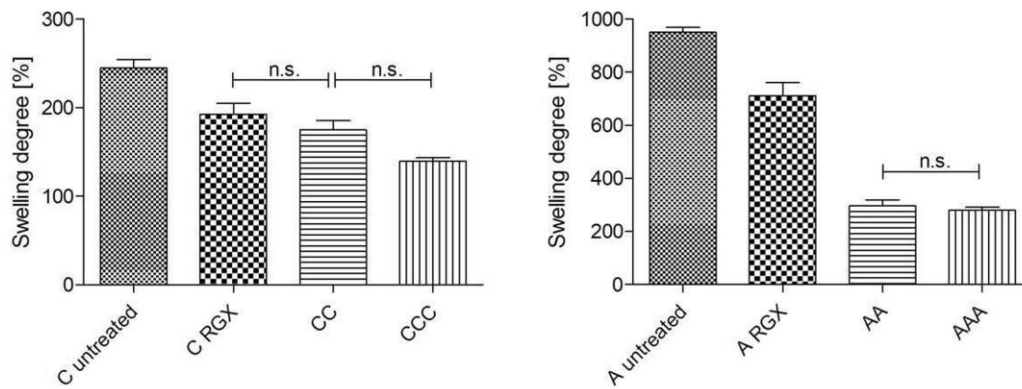 Swelling degree [%]
300
200
100
0
n.s.
n.s.
C untreated
C RGX
CC
CCC
Swelling degree [%]
1000
800
600
400
200
0
n.s.
A untreated
A RGX
AA
AAA